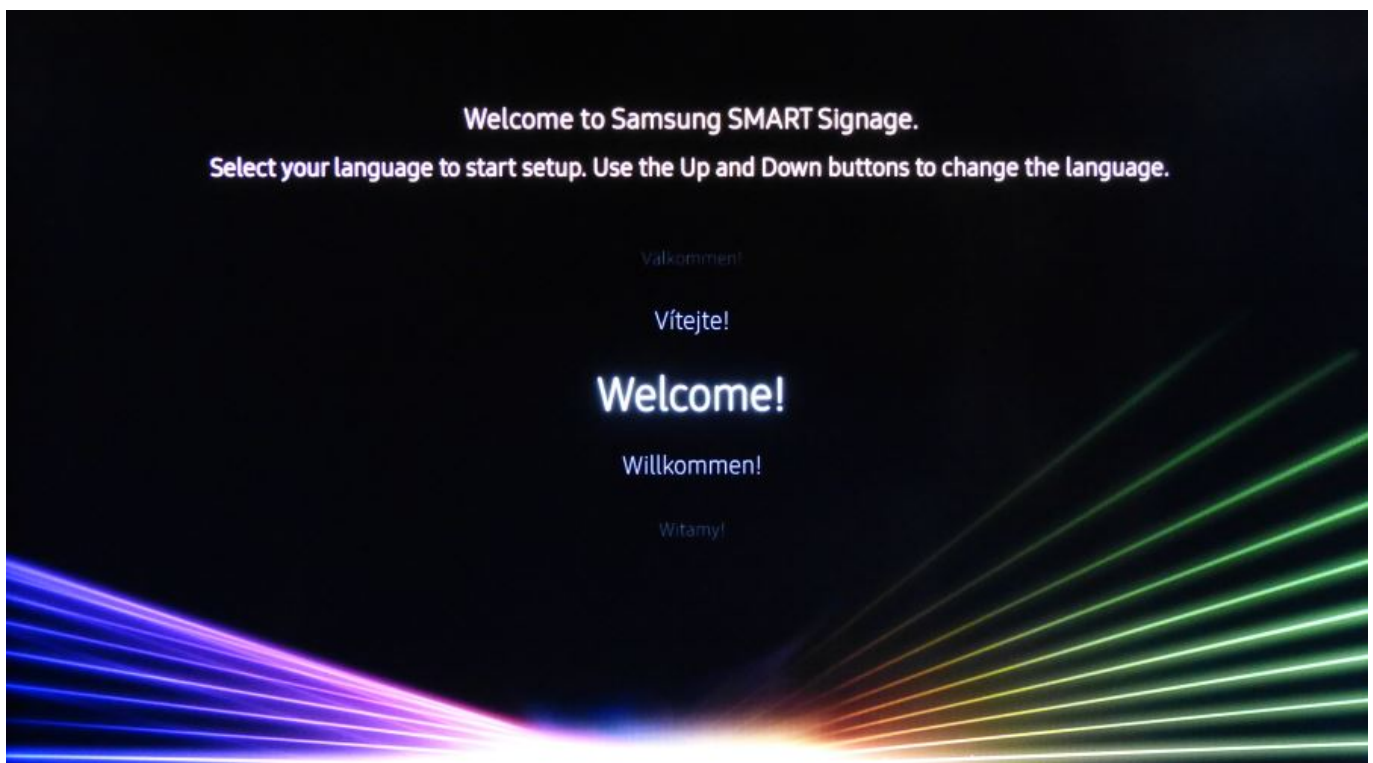 Welcome to Samsung SMART Signage.
Select your language to start setup. Use the Up and Down buttons to change the language.
Välkommen!
Vítejte!
Welcome!
Willkommen!
Witamy!